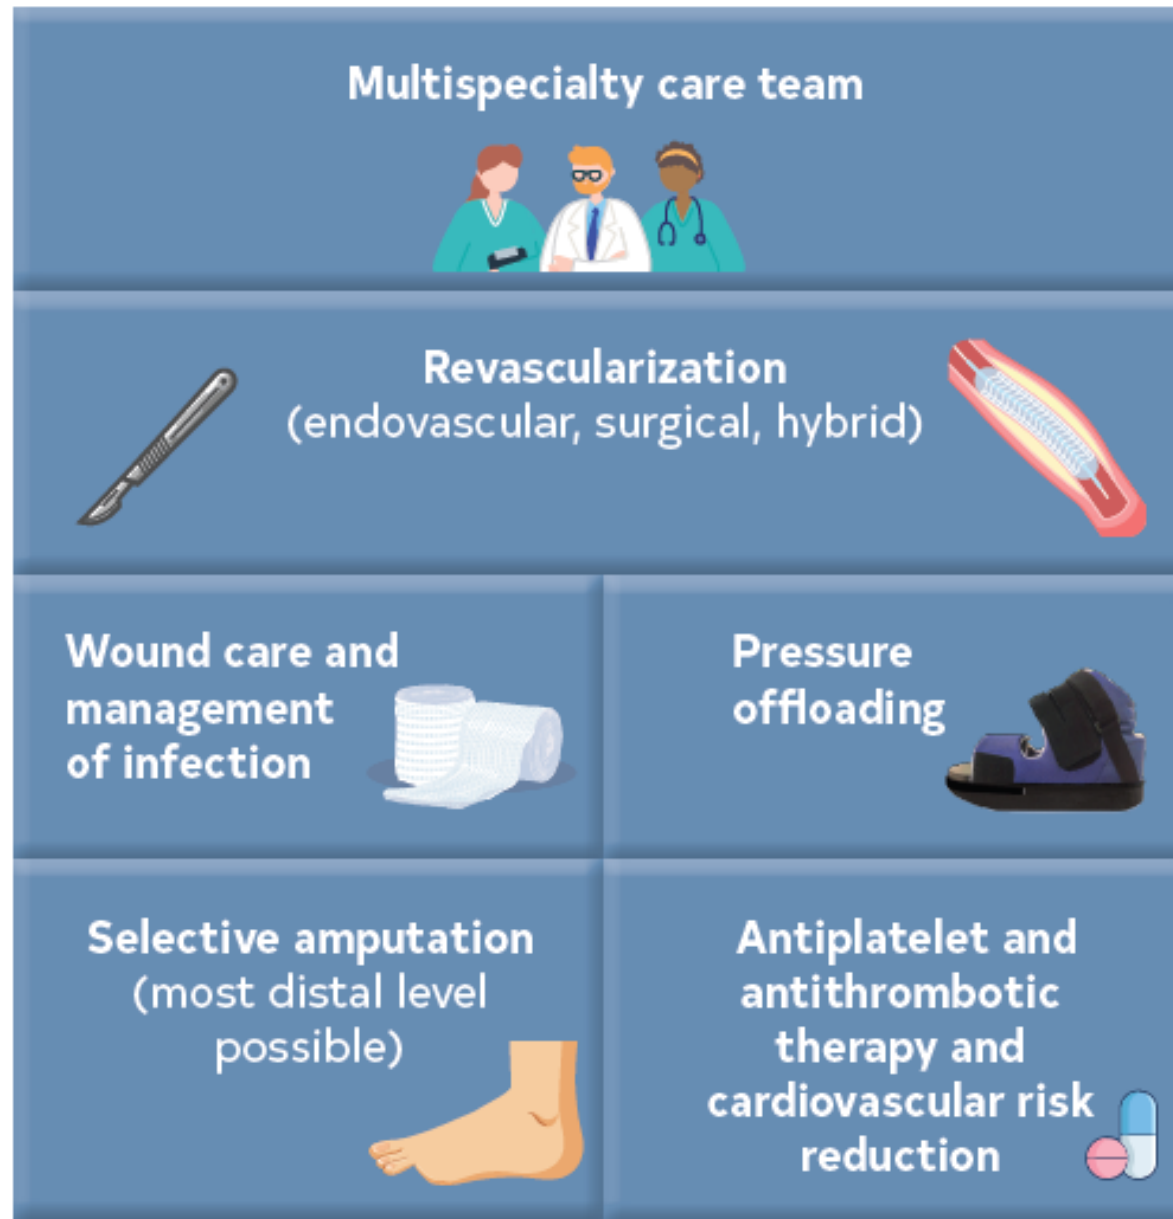 Multispecialty care team
Revascularization
(endovascular, surgical, hybrid)
Wound care and
management
of infection
Pressure
offloading
Selective amputation
(most distal level
possible)
Antiplatelet and
antithrombotic
therapy and
cardiovascular risk
reduction